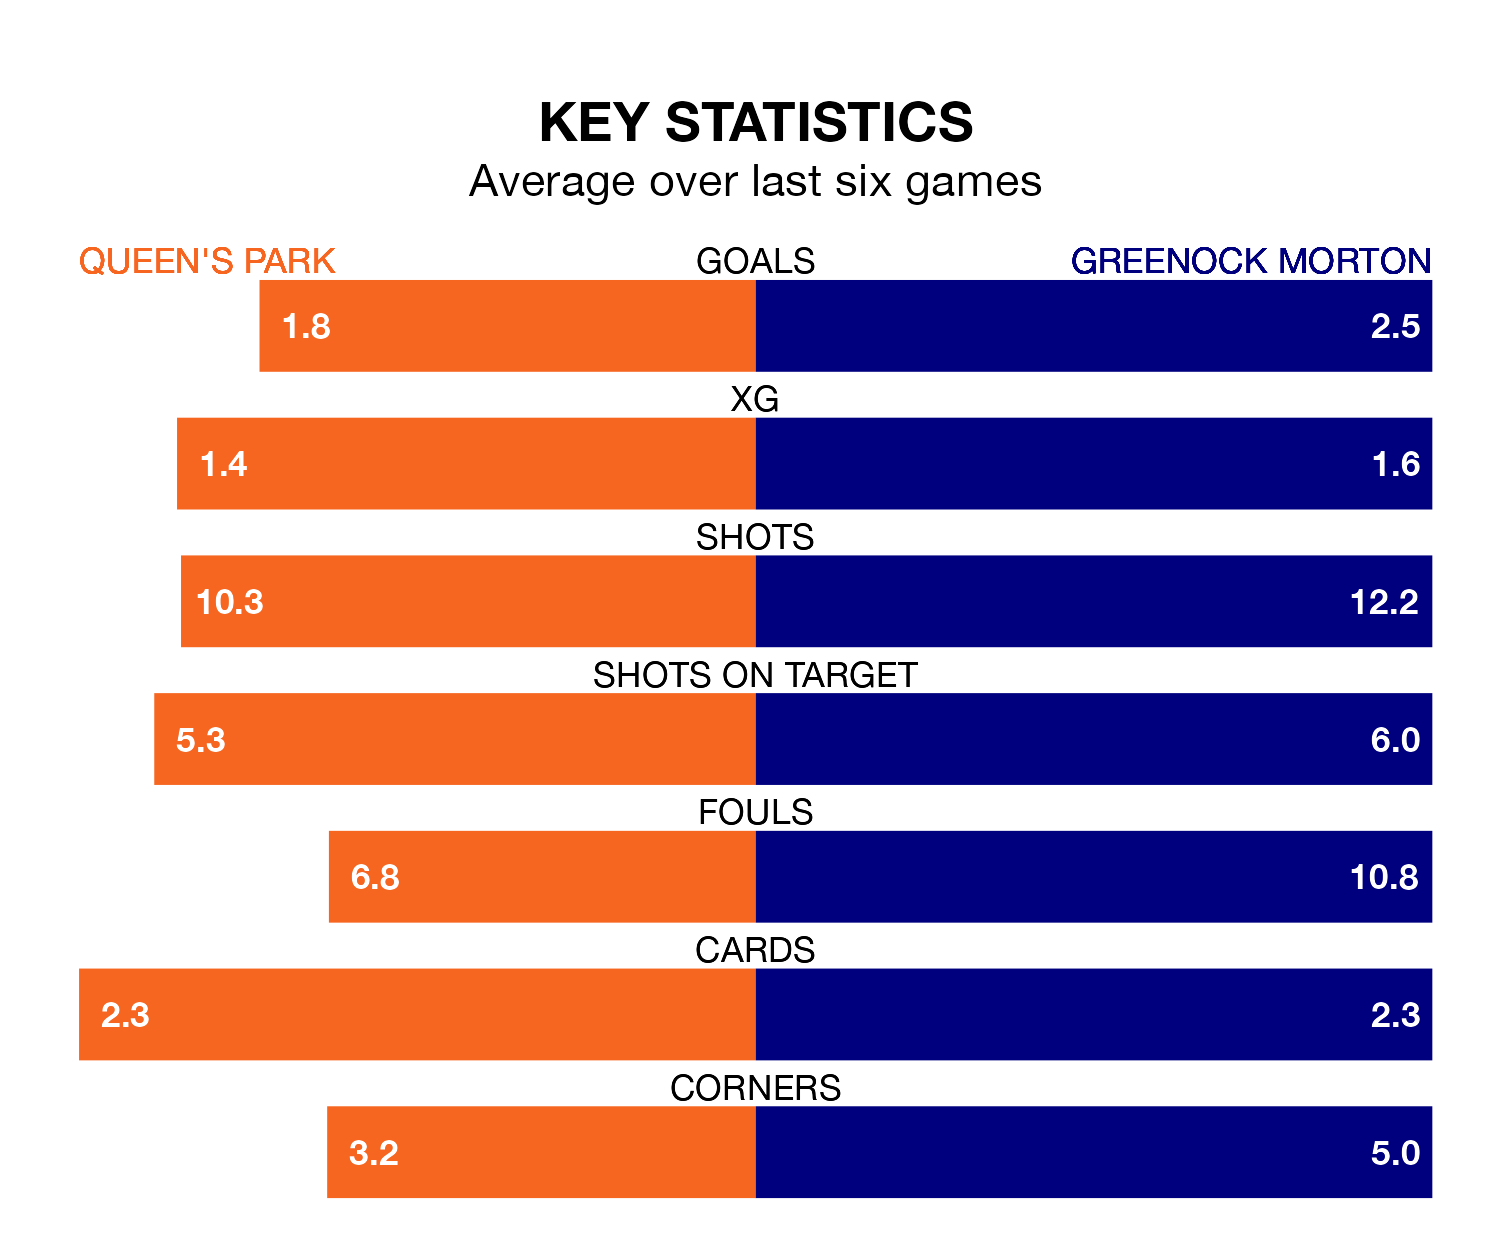 KEY STATISTICS
Average over last six games
QUEEN'S PARK GOALS GREENOCK MORTON
1.8 2.5
XG
1.4 1.6
SHOTS
10.3 12.2
SHOTS ON TARGET
5.3 6.0
FOULS
6.8 10.8
CARDS
2.3 2.3
CORNERS
3.2 5.0